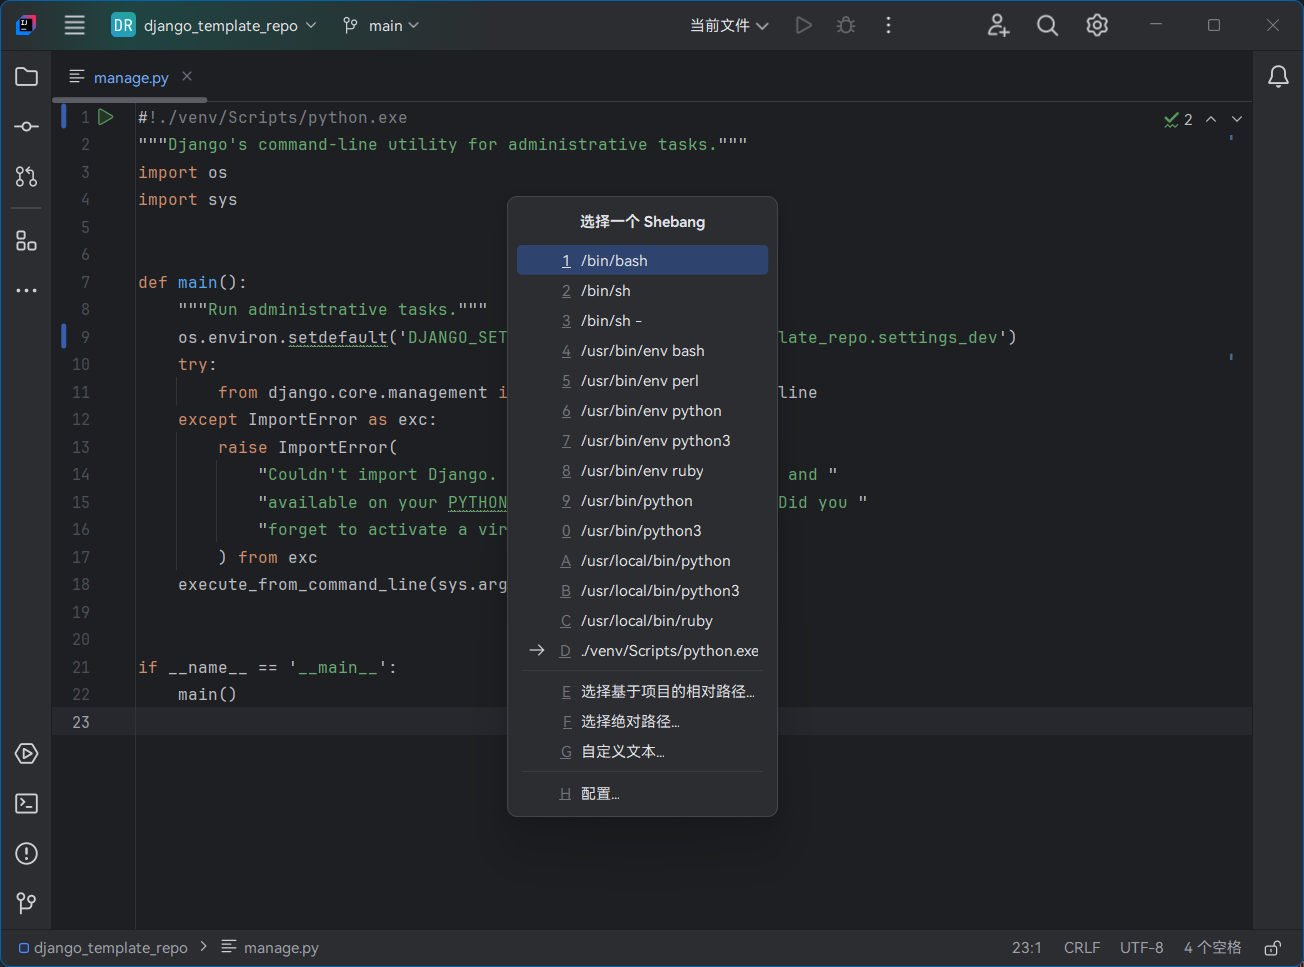 DR django_template_repo main 当前文件
manage.py
1 #!./venv/Scripts/python.exe 2
2 """Django's command-line utility for administrative tasks."""
3 import os
4 import sys
5
6
7 def main():
8 """Run administrative tasks."""
9 os.environ.setdefault('DJANGO_SET late_repo.settings_dev')
10 try:
11 from django.core.management i line
12 except ImportError as exc:
13 raise ImportError(
14 "Couldn't import Django. and "
15 "available on your PYTHON Did you "
16 "forget to activate a vir
17 ) from exc
18 execute_from_command_line(sys.arg
19
20
21 if __name__ == '__main__':
22 main()
23
选择一个 Shebang
1 /bin/bash
2 /bin/sh
3 /bin/sh -
4 /usr/bin/env bash
5 /usr/bin/env perl
6 /usr/bin/env python
7 /usr/bin/env python3
8 /usr/bin/env ruby
9 /usr/bin/python
0 /usr/bin/python3
A /usr/local/bin/python
B /usr/local/bin/python3
C /usr/local/bin/ruby
D ./venv/Scripts/python.exe
E 选择基于项目的相对路径...
F 选择绝对路径...
G 自定义文本...
H 配置...
django_template_repo manage.py 23:1 CRLF UTF-8 4 个空格